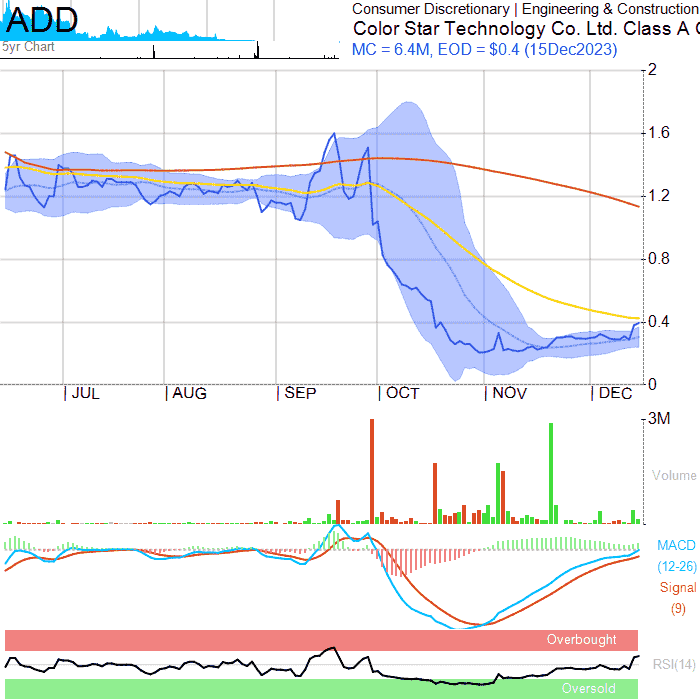 ADD
5yr Chart
Consumer Discretionary | Engineering & Construction
Color Star Technology Co. Ltd. Class A
MC = 6.4M, EOD = $0.4 (15Dec2023)
2
1.6
1.2
0.8
0.4
0
JUL AUG SEP OCT NOV DEC
3M
Volume
MACD
(12-26)
Signal
(9)
Overbought
RSI(14)
Oversold